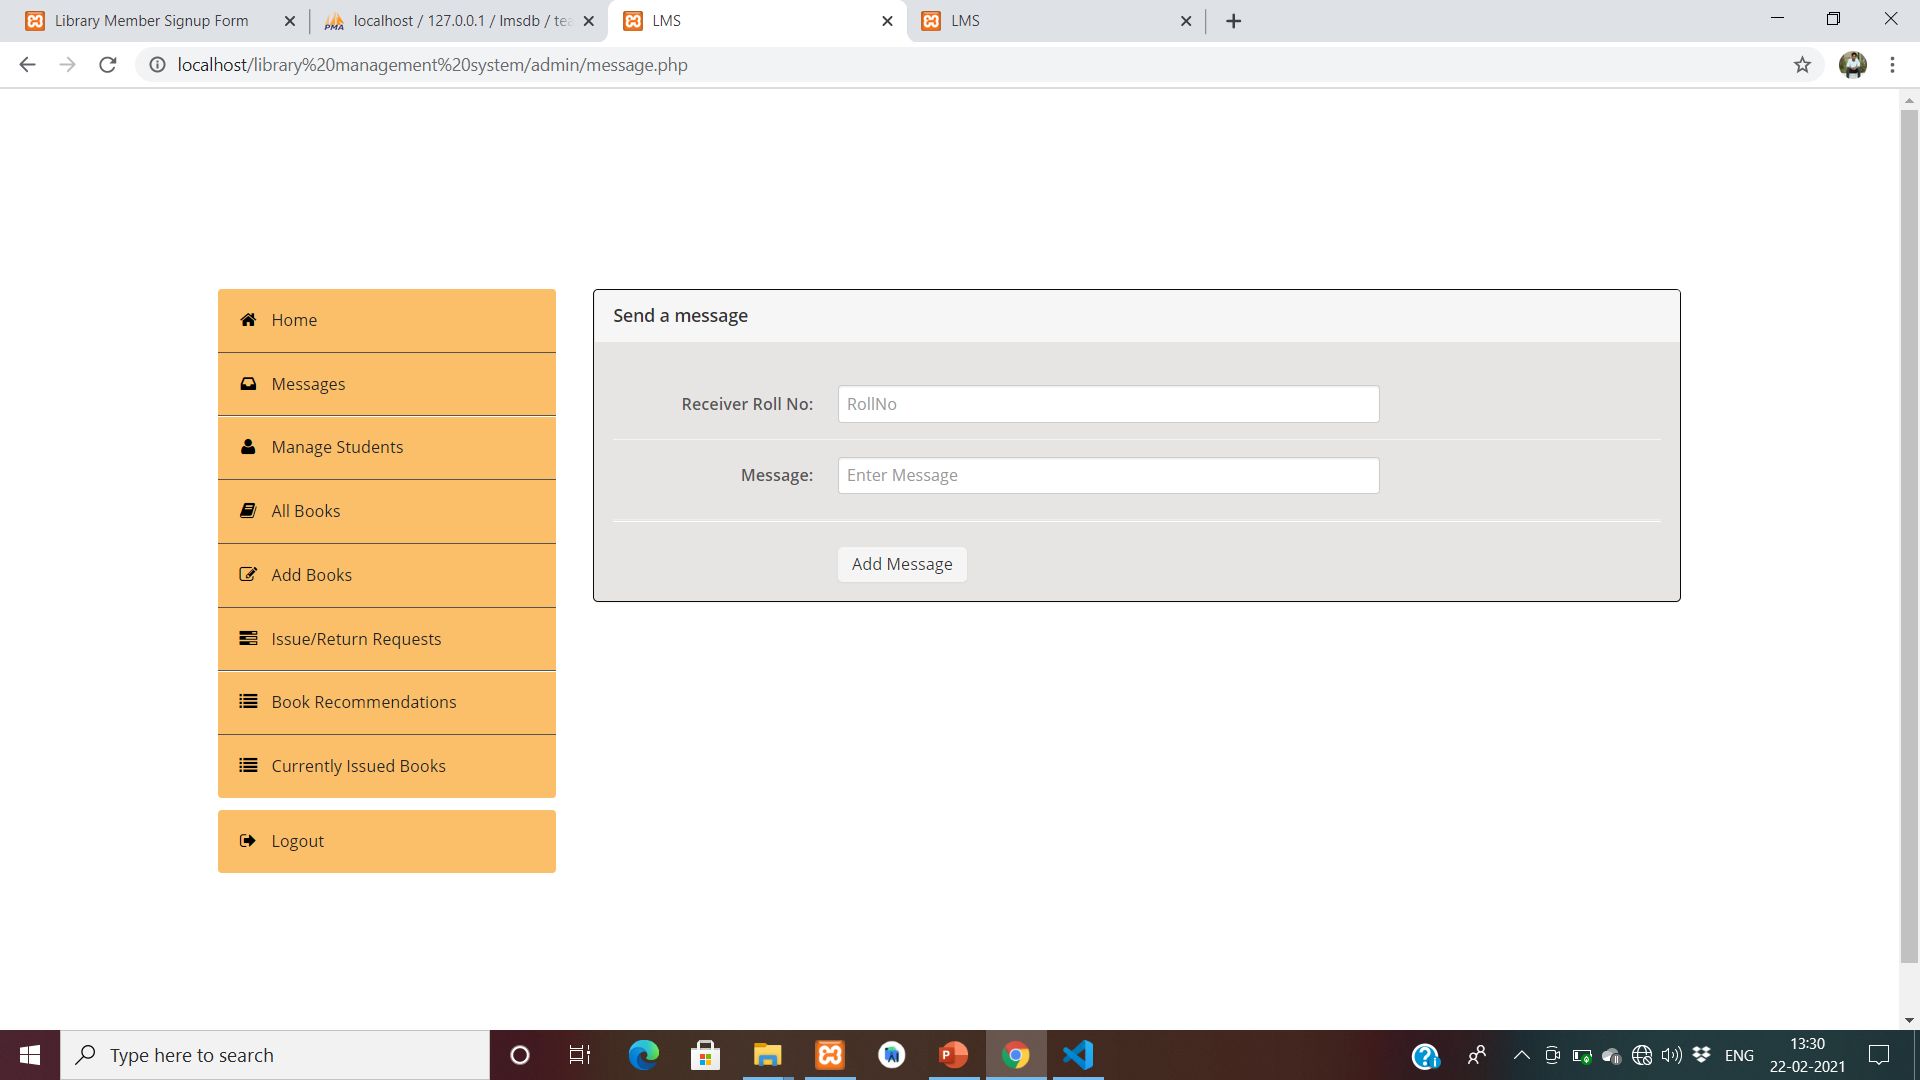 Library Member Signup Form
localhost / 127.0.0.1 / lmsdb / tea
LMS
LMS
localhost/library%20management%20system/admin/message.php
Home
Messages
Manage Students
All Books
Add Books
Issue/Return Requests
Book Recommendations
Currently Issued Books
Logout
Send a message
Receiver Roll No:
RollNo
Message:
Enter Message
Add Message
Type here to search
ENG
13:30
22-02-2021